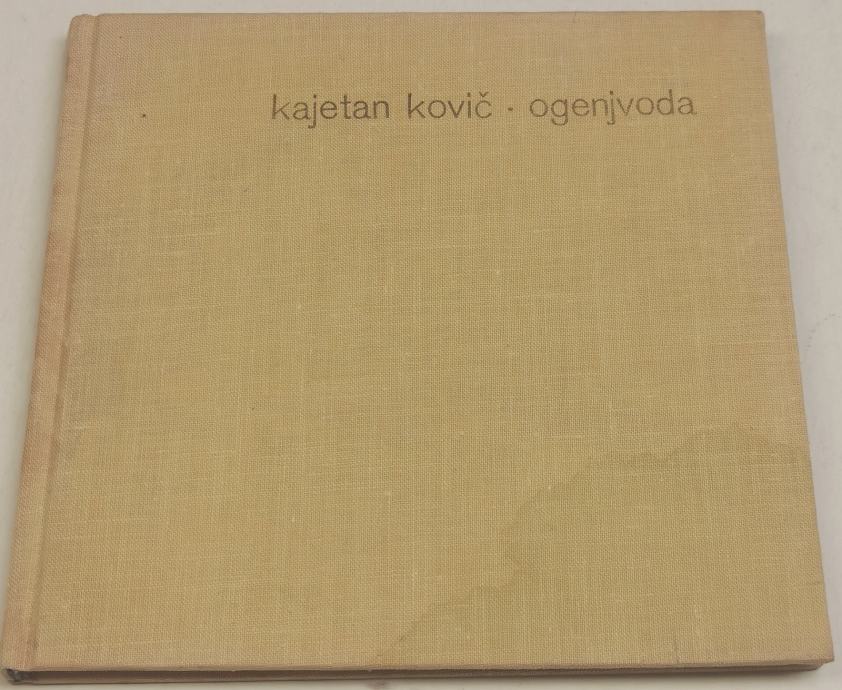 kajetan kovič · ogenjvoda